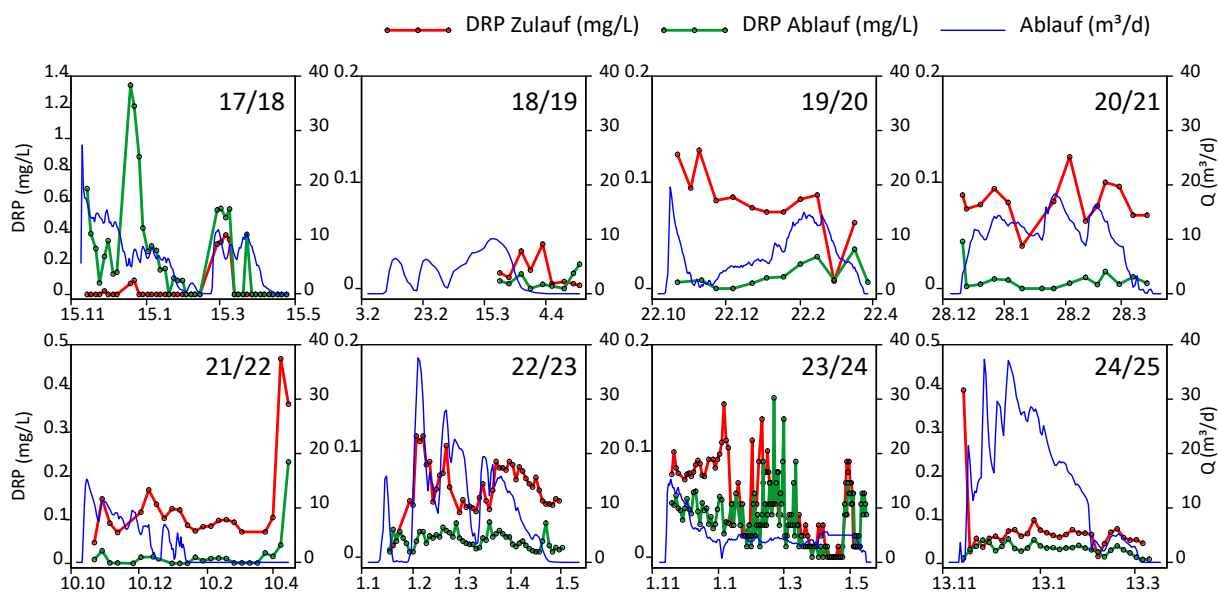 DRP Zulauf (mg/L) DRP Ablauf (mg/L) Ablauf (m³/d)
1.4 40 0.2 40 0.2 40 0.2 40
17/18 18/19 19/20 20/21
1.2
30 30 30 30
1
DRP (mg/L) 0.8 20 0.1 20 0.1 20 0.1 20 Q (m³/d)
0.6
0.4 10 10 10 10
0.2
0 0 0 0 0 0 0 0
15.11 15.1 15.3 15.5 3.2 23.2 15.3 4.4 22.10 22.12 22.2 22.4 28.12 28.1 28.2 28.3
0.5 40 0.2 40 0.2 40 0.5 40
21/22 22/23 23/24 24/25
0.4 30 30 30 0.4 30
DRP (mg/L) 0.3 20 0.1 20 0.1 20 0.3 20 Q (m³/d)
0.2 0.2
0.1 10 10 10 0.1 10
0 0 0 0 0 0 0 0
10.10 10.12 10.2 10.4 1.1 1.2 1.3 1.4 1.5 1.11 1.1 1.3 1.5 13.11 13.1 13.3